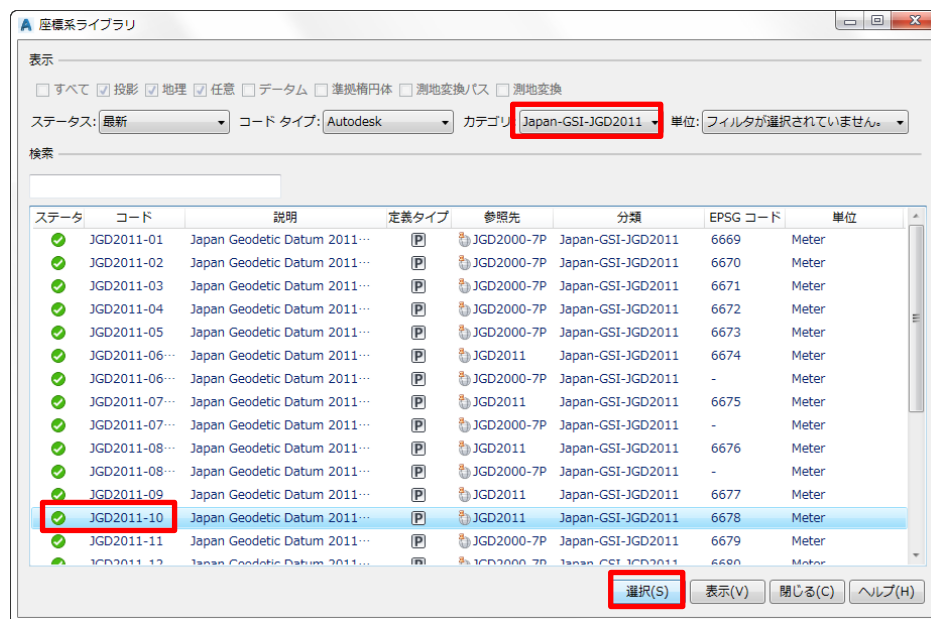 座標系ライブラリ
表示
すべて 投影 地理 任意 データム 準拠楕円体 測地変換パス 測地変換
ステータス: 最新 コード タイプ: Autodesk カテゴリ: Japan-GSI-JGD2011 単位: フィルタが選択されていません。
検索
ステータ コード 説明 定義タイプ 参照先 分類 EPSG コード 単位
JGD2011-01 Japan Geodetic Datum 2011… P JGD2000-7P Japan-GSI-JGD2011 6669 Meter
JGD2011-02 Japan Geodetic Datum 2011… P JGD2000-7P Japan-GSI-JGD2011 6670 Meter
JGD2011-03 Japan Geodetic Datum 2011… P JGD2000-7P Japan-GSI-JGD2011 6671 Meter
JGD2011-04 Japan Geodetic Datum 2011… P JGD2000-7P Japan-GSI-JGD2011 6672 Meter
JGD2011-05 Japan Geodetic Datum 2011… P JGD2000-7P Japan-GSI-JGD2011 6673 Meter
JGD2011-06… Japan Geodetic Datum 2011… P JGD2011 Japan-GSI-JGD2011 6674 Meter
JGD2011-06… Japan Geodetic Datum 2011… P JGD2000-7P Japan-GSI-JGD2011 - Meter
JGD2011-07… Japan Geodetic Datum 2011… P JGD2011 Japan-GSI-JGD2011 6675 Meter
JGD2011-07… Japan Geodetic Datum 2011… P JGD2000-7P Japan-GSI-JGD2011 - Meter
JGD2011-08… Japan Geodetic Datum 2011… P JGD2011 Japan-GSI-JGD2011 6676 Meter
JGD2011-08… Japan Geodetic Datum 2011… P JGD2000-7P Japan-GSI-JGD2011 - Meter
JGD2011-09 Japan Geodetic Datum 2011… P JGD2011 Japan-GSI-JGD2011 6677 Meter
JGD2011-10 Japan Geodetic Datum 2011… P JGD2011 Japan-GSI-JGD2011 6678 Meter
JGD2011-11 Japan Geodetic Datum 2011… P JGD2000-7P Japan-GSI-JGD2011 6679 Meter
JGD2011-12 Japan Geodetic Datum 2011… P JGD2000-7P Japan-GSI-JGD2011 6680 Meter
選択(S) 表示(V) 閉じる(C) ヘルプ(H)